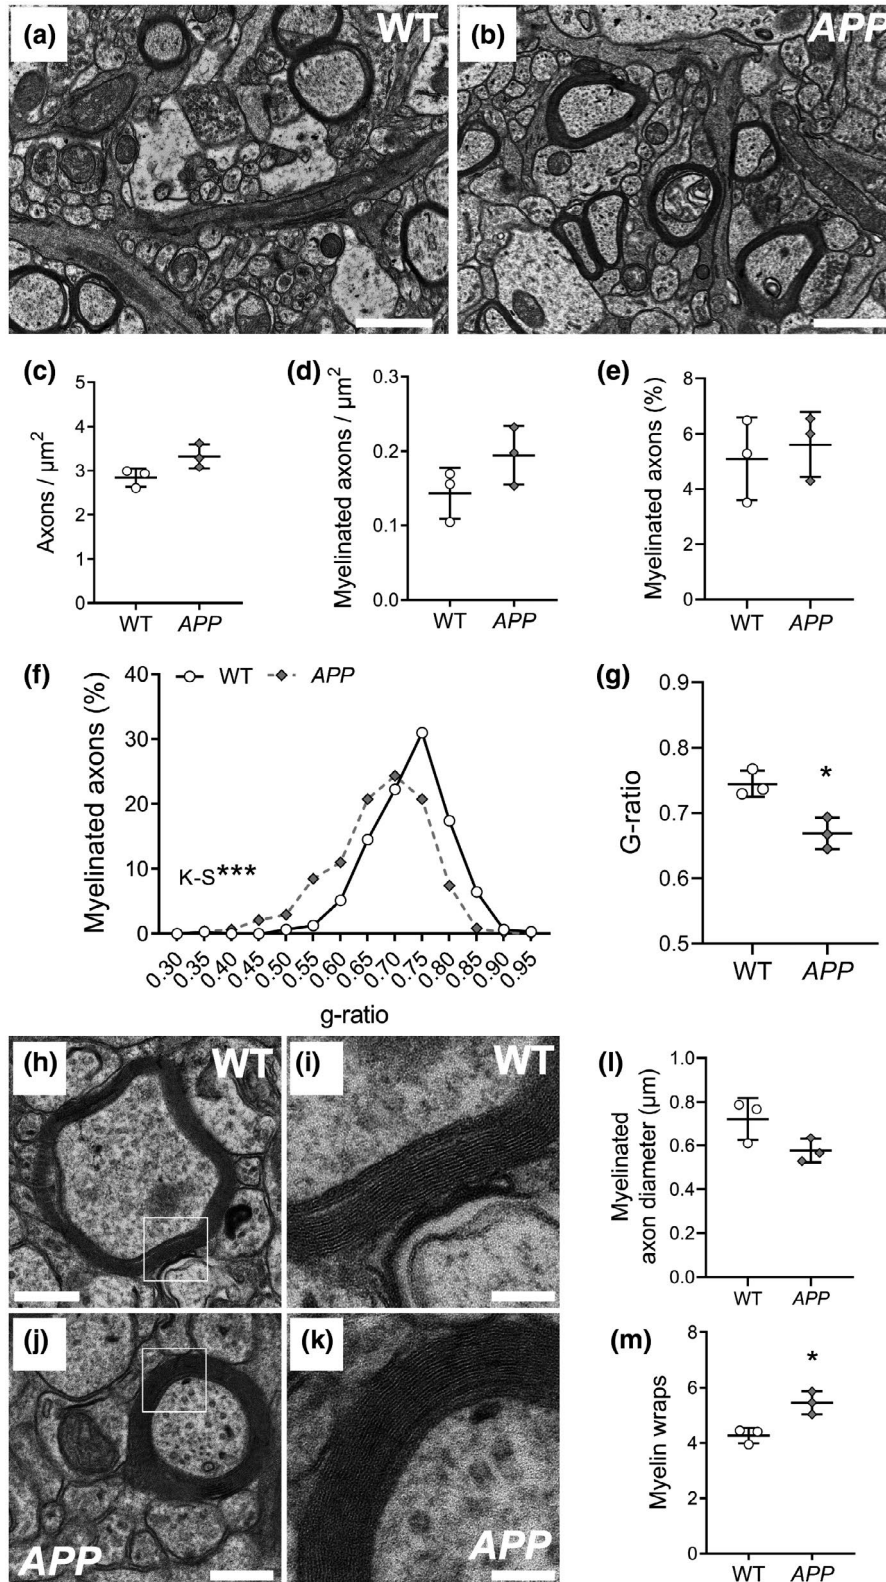 (a)
WT
(b)
APP
(c)
Axons / µm²
5
4
3
2
1
0
WT
APP
(d)
Myelinated axons / µm²
0.3
0.2
0.1
0.0
WT
APP
(e)
Myelinated axons (%)
8
6
4
2
0
WT
APP
(f)
Myelinated axons (%)
40
30
20
10
0
WT
APP
K-S***
0.30
0.35
0.40
0.45
0.50
0.55
0.60
0.65
0.70
0.75
0.80
0.85
0.90
0.95
g-ratio
(g)
G-ratio
0.9
0.8
0.7
0.6
0.5
*
WT
APP
(h)
WT
(i)
WT
(j)
APP
(k)
APP
(l)
Myelinated
axon diameter (µm)
1.0
0.8
0.6
0.4
0.2
0.0
WT
APP
(m)
Myelin wraps
8
6
4
2
0
*
WT
APP